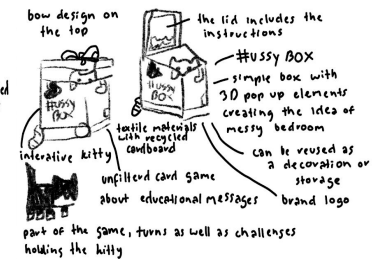 bow design on
the top
the lid includes the
instructions
#ussy BOX
simple box with
3D pop up elements
creating the idea of
messy bedroom
can be reused as
a decoration or
storage
brand logo
#ussy
BOX
#ussy
BOX
textile materials
with recycled
cardboard
interative kitty
unfilterd card game
about educational messages
part of the game, turns as well as challenges
holding the kitty